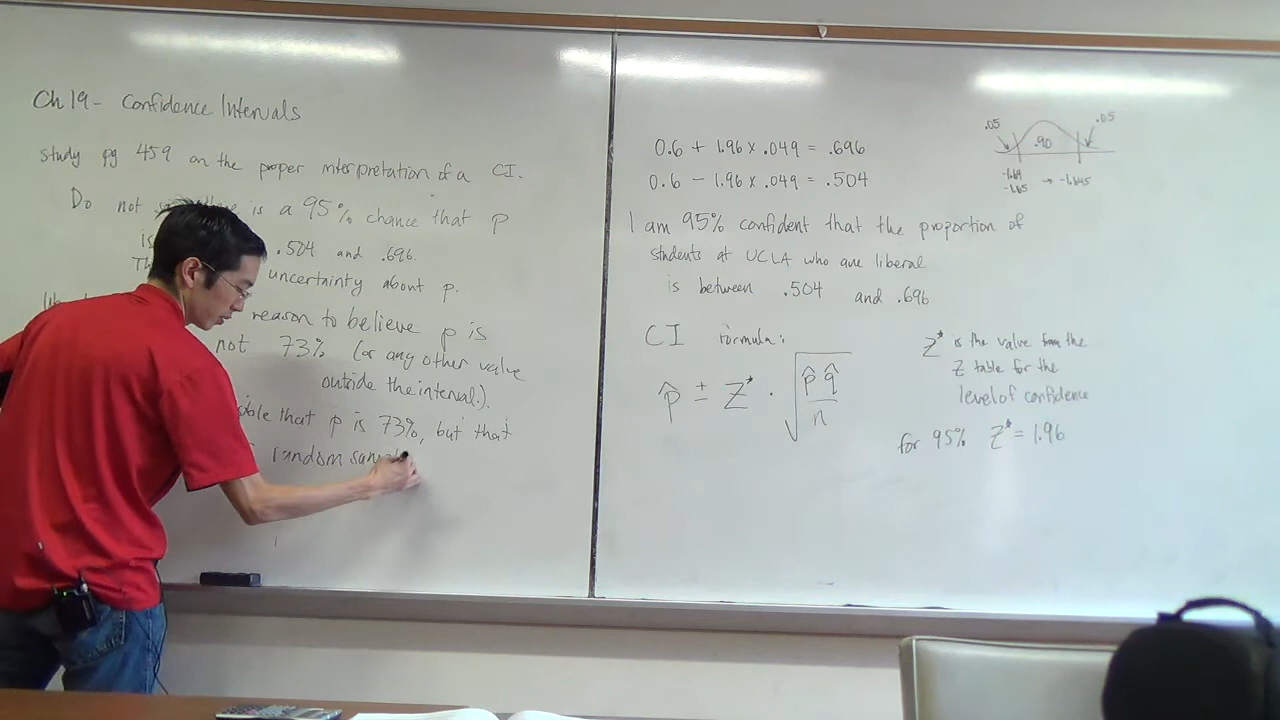 Ch 19 - Confidence Intervals
study pg 459 on the proper interpretation of a CI.
Do not is a 95% chance that p
is .504 and .696.
uncertainty about p.
reason to believe p is
not 73% (or any other value
outside the interval.).
that p is 73%, but that
random
0.6 + 1.96 × .049 = .696
0.6 - 1.96 × .049 = .504
.05 .90 .05
-1.64
-1.65 → -1.645
I am 95% confident that the proportion of
students at UCLA who are liberal
is between .504 and .696
CI formula:
p̂ ± Z* · √(p̂ q̂ / n)
Z* is the value from the
Z table for the
level of confidence
for 95% Z* = 1.96